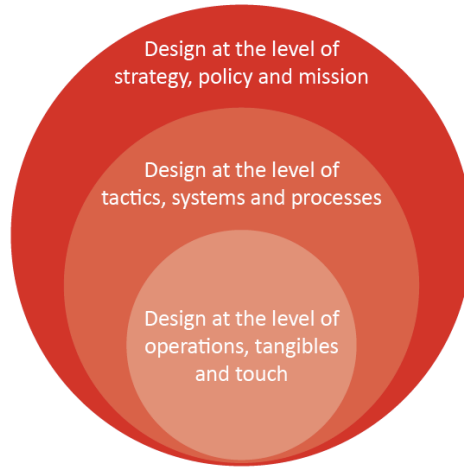 Design at the level of
strategy, policy and mission
Design at the level of
tactics, systems and processes
Design at the level of
operations, tangibles
and touch